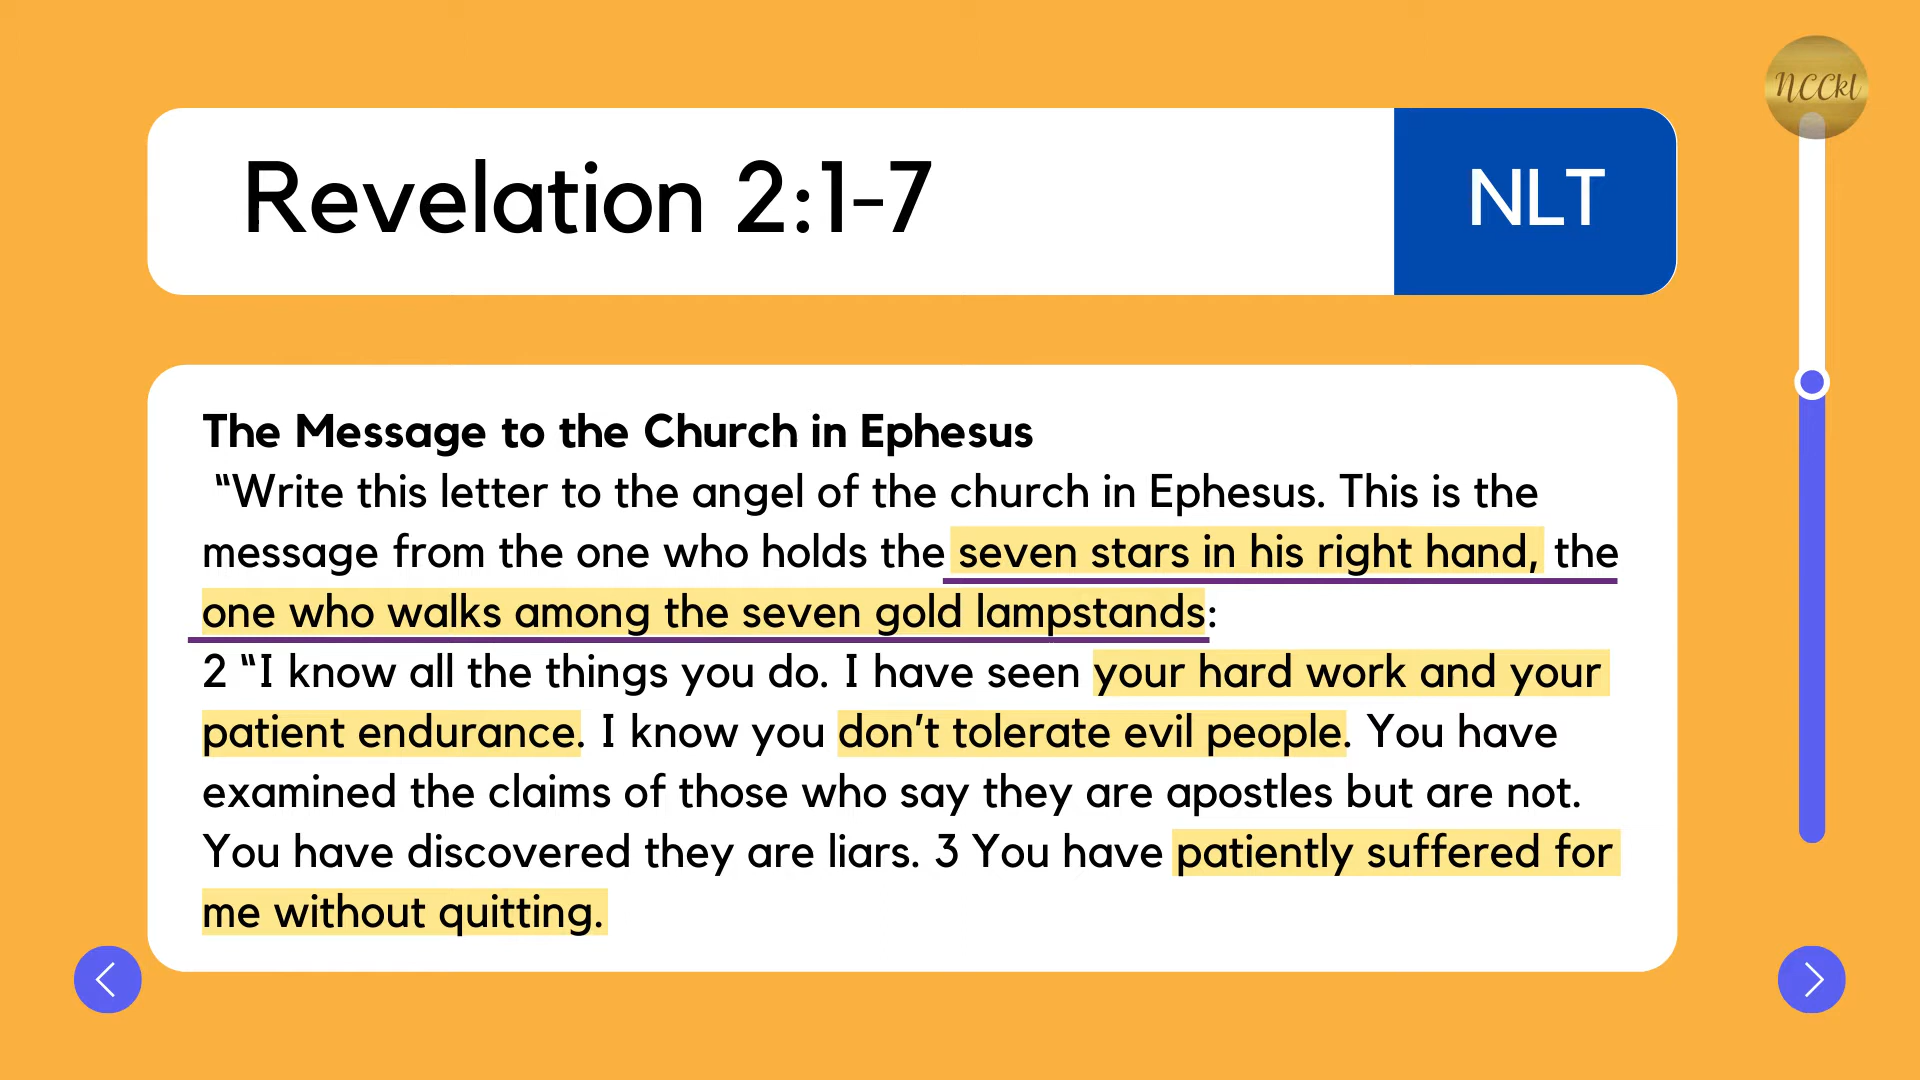 NCCkl
Revelation 2:1-7
NLT
The Message to the Church in Ephesus
“Write this letter to the angel of the church in Ephesus. This is the
message from the one who holds the seven stars in his right hand, the
one who walks among the seven gold lampstands:
2 “I know all the things you do. I have seen your hard work and your
patient endurance. I know you don’t tolerate evil people. You have
examined the claims of those who say they are apostles but are not.
You have discovered they are liars. 3 You have patiently suffered for
me without quitting.